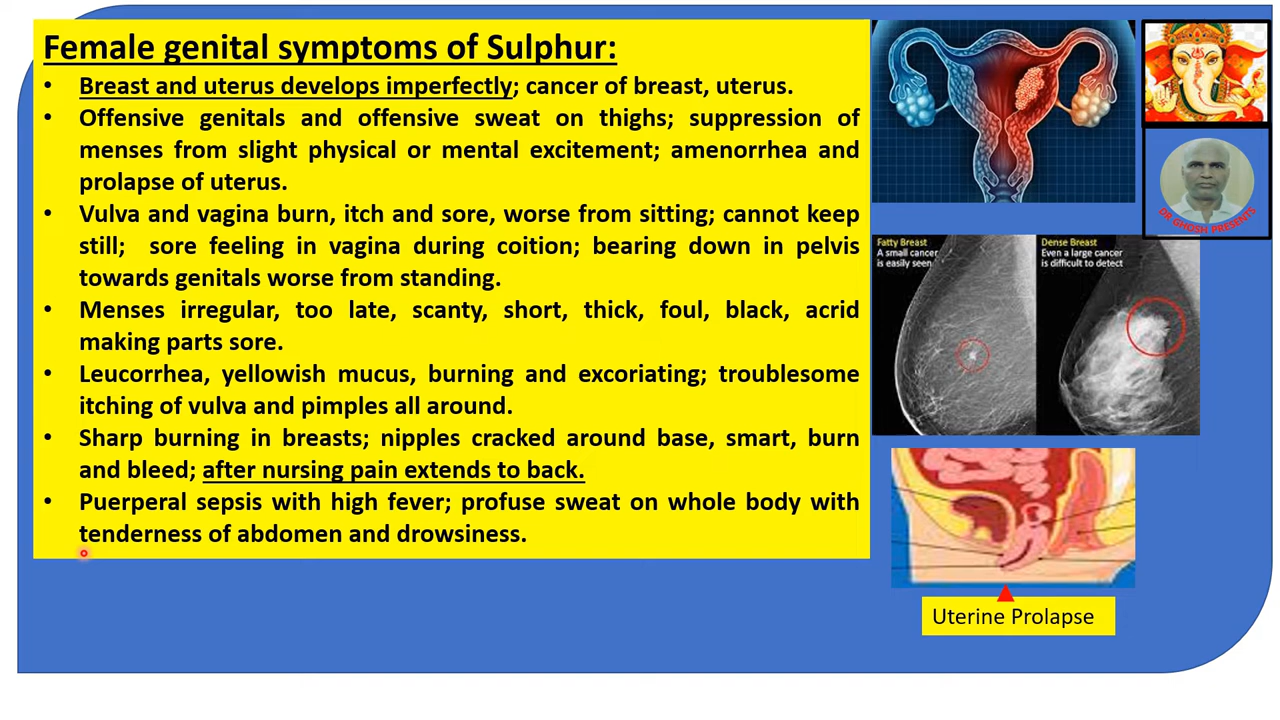 Female genital symptoms of Sulphur:
• Breast and uterus develops imperfectly; cancer of breast, uterus.
• Offensive genitals and offensive sweat on thighs; suppression of
menses from slight physical or mental excitement; amenorrhea and
prolapse of uterus.
• Vulva and vagina burn, itch and sore, worse from sitting; cannot keep
still; sore feeling in vagina during coition; bearing down in pelvis
towards genitals worse from standing.
• Menses irregular, too late, scanty, short, thick, foul, black, acrid
making parts sore.
• Leucorrhea, yellowish mucus, burning and excoriating; troublesome
itching of vulva and pimples all around.
• Sharp burning in breasts; nipples cracked around base, smart, burn
and bleed; after nursing pain extends to back.
• Puerperal sepsis with high fever; profuse sweat on whole body with
tenderness of abdomen and drowsiness.
DR GHOSH PRESENTS
Fatty Breast
A small cancer
is easily seen
Dense Breast
Even a large cancer
is difficult to detect
Uterine Prolapse